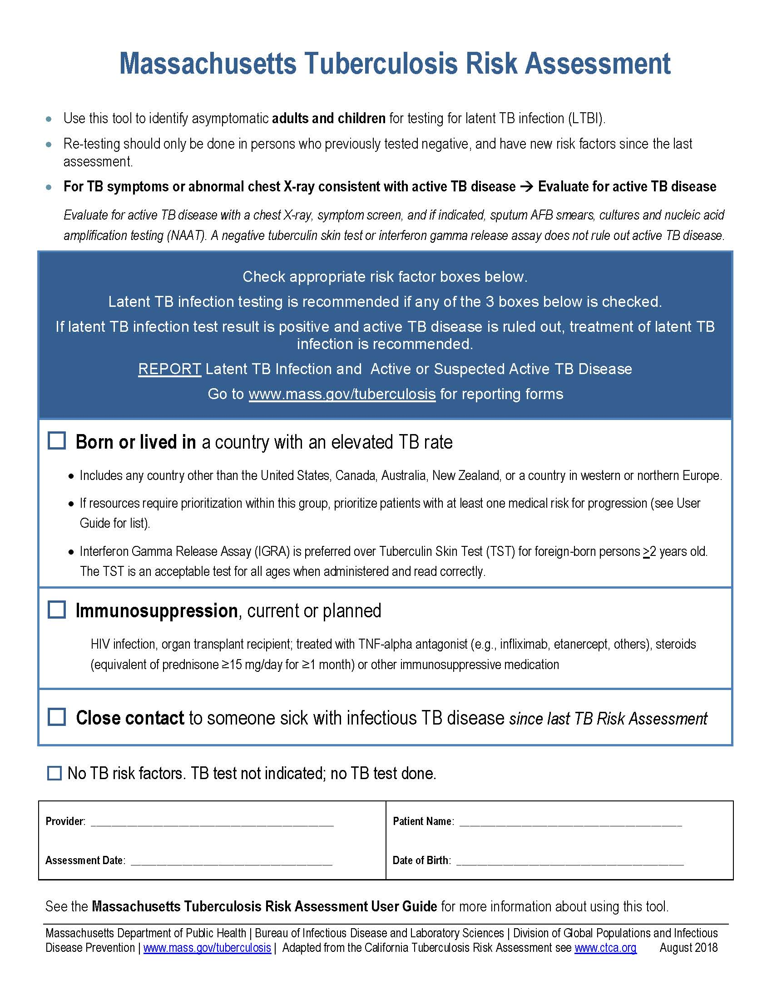 Massachusetts Tuberculosis Risk Assessment
• Use this tool to identify asymptomatic adults and children for testing for latent TB infection (LTBI).
• Re-testing should only be done in persons who previously tested negative, and have new risk factors since the last
assessment.
• For TB symptoms or abnormal chest X-ray consistent with active TB disease → Evaluate for active TB disease
Evaluate for active TB disease with a chest X-ray, symptom screen, and if indicated, sputum AFB smears, cultures and nucleic acid
amplification testing (NAAT). A negative tuberculin skin test or interferon gamma release assay does not rule out active TB disease.
Check appropriate risk factor boxes below.
Latent TB infection testing is recommended if any of the 3 boxes below is checked.
If latent TB infection test result is positive and active TB disease is ruled out, treatment of latent TB
infection is recommended.
REPORT Latent TB Infection and Active or Suspected Active TB Disease
Go to www.mass.gov/tuberculosis for reporting forms
☐ Born or lived in a country with an elevated TB rate
• Includes any country other than the United States, Canada, Australia, New Zealand, or a country in western or northern Europe.
• If resources require prioritization within this group, prioritize patients with at least one medical risk for progression (see User
Guide for list).
• Interferon Gamma Release Assay (IGRA) is preferred over Tuberculin Skin Test (TST) for foreign-born persons ≥2 years old.
The TST is an acceptable test for all ages when administered and read correctly.
☐ Immunosuppression, current or planned
HIV infection, organ transplant recipient; treated with TNF-alpha antagonist (e.g., infliximab, etanercept, others), steroids
(equivalent of prednisone ≥15 mg/day for ≥1 month) or other immunosuppressive medication
☐ Close contact to someone sick with infectious TB disease since last TB Risk Assessment
☐ No TB risk factors. TB test not indicated; no TB test done.
Provider: ______________________________
Assessment Date: ______________________________
Patient Name: ______________________________
Date of Birth: ______________________________
See the Massachusetts Tuberculosis Risk Assessment User Guide for more information about using this tool.
Massachusetts Department of Public Health | Bureau of Infectious Disease and Laboratory Sciences | Division of Global Populations and Infectious
Disease Prevention | www.mass.gov/tuberculosis | Adapted from the California Tuberculosis Risk Assessment see www.ctca.org August 2018